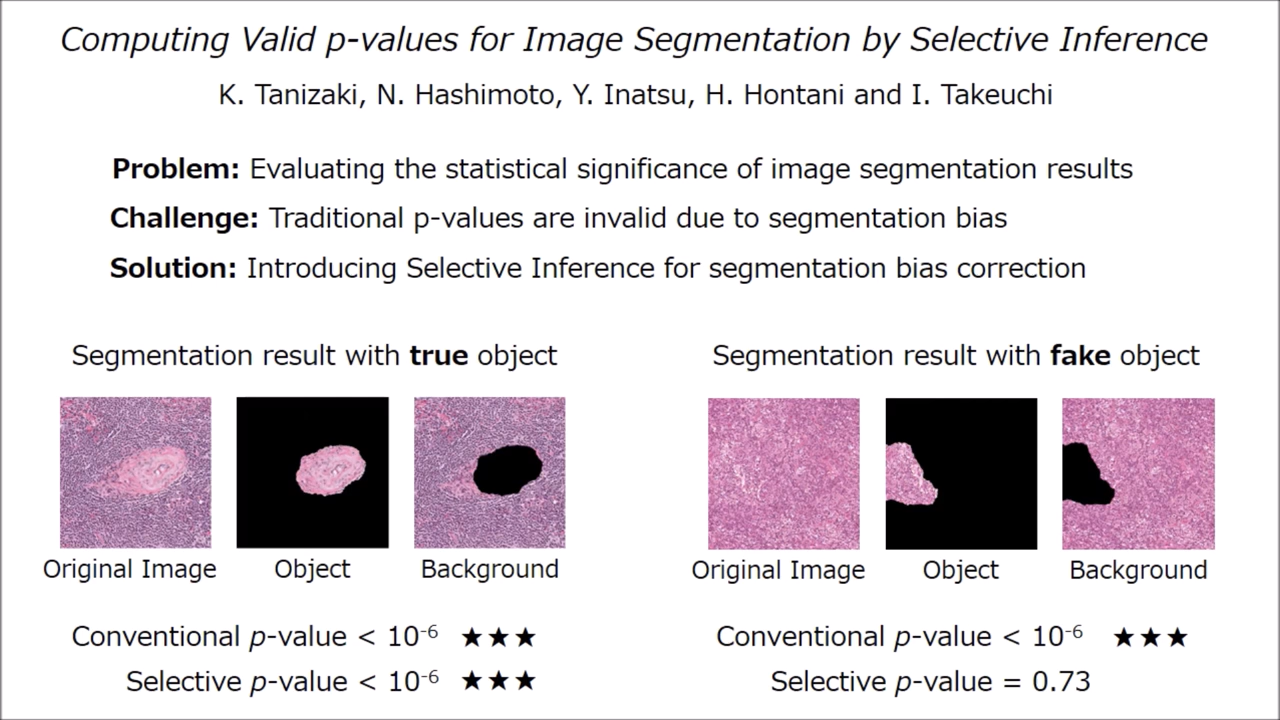 Computing Valid p-values for Image Segmentation by Selective Inference
K. Tanizaki, N. Hashimoto, Y. Inatsu, H. Hontani and I. Takeuchi
Problem: Evaluating the statistical significance of image segmentation results
Challenge: Traditional p-values are invalid due to segmentation bias
Solution: Introducing Selective Inference for segmentation bias correction
Segmentation result with true object
Original Image Object Background
Conventional p-value < 10⁻⁶ ★★★
Selective p-value < 10⁻⁶ ★★★
Segmentation result with fake object
Original Image Object Background
Conventional p-value < 10⁻⁶ ★★★
Selective p-value = 0.73